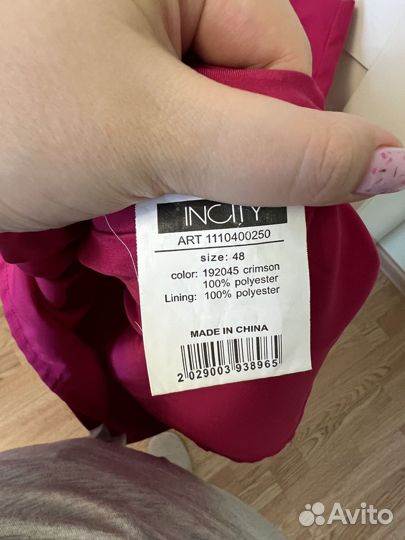 INCITY
ART 1110400250
size: 48
color: 192045 crimson
100% polyester
Lining: 100% polyester
MADE IN CHINA
2 029003 938965
Avito